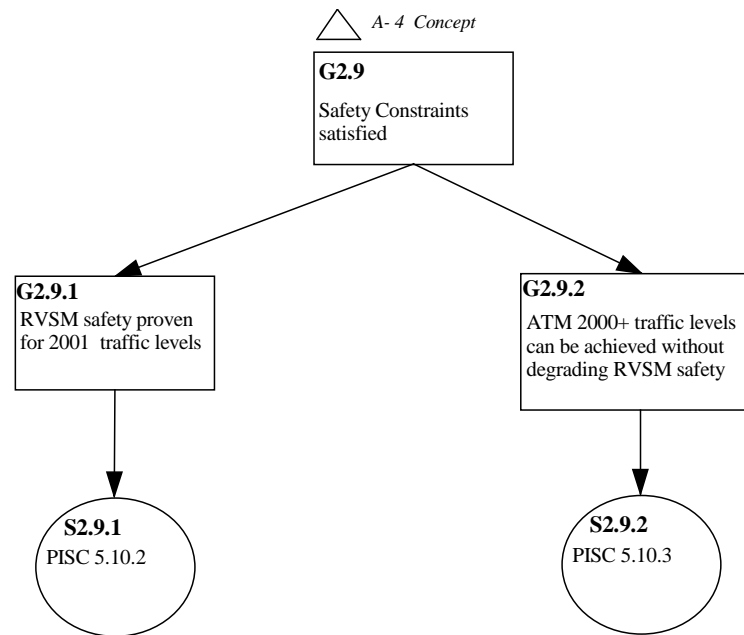 A- 4 Concept
G2.9
Safety Constraints
satisfied
G2.9.1
RVSM safety proven
for 2001 traffic levels
G2.9.2
ATM 2000+ traffic levels
can be achieved without
degrading RVSM safety
S2.9.1
PISC 5.10.2
S2.9.2
PISC 5.10.3